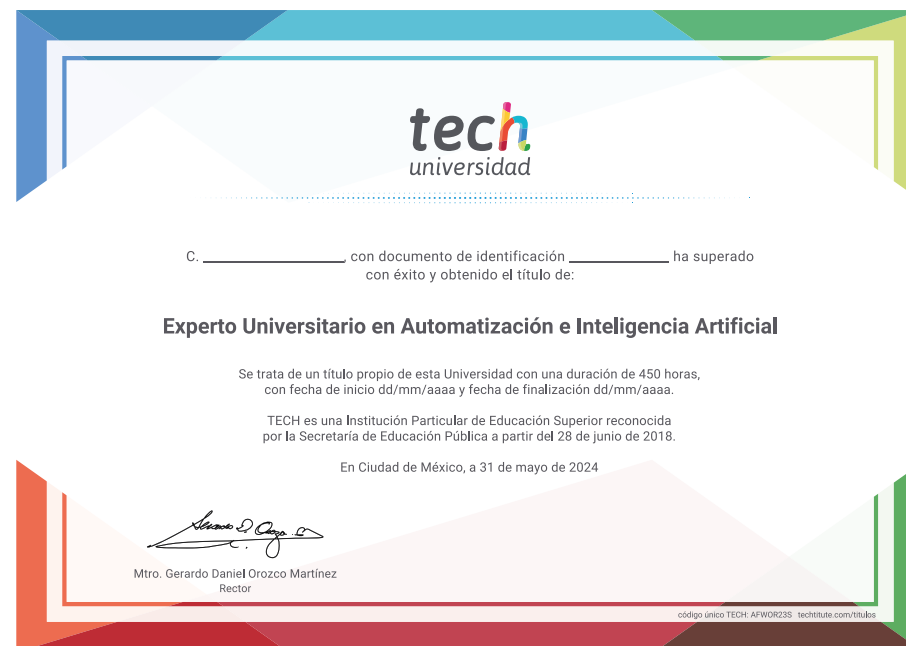 tech
universidad
C. ____________________, con documento de identificación ______________ ha superado
con éxito y obtenido el título de:
Experto Universitario en Automatización e Inteligencia Artificial
Se trata de un título propio de esta Universidad con una duración de 450 horas,
con fecha de inicio dd/mm/aaaa y fecha de finalización dd/mm/aaaa.
TECH es una Institución Particular de Educación Superior reconocida
por la Secretaría de Educación Pública a partir del 28 de junio de 2018.
En Ciudad de México, a 31 de mayo de 2024
Mtro. Gerardo Daniel Orozco Martínez
Rector
código único TECH: AFWOR23S techtitute.com/titulos